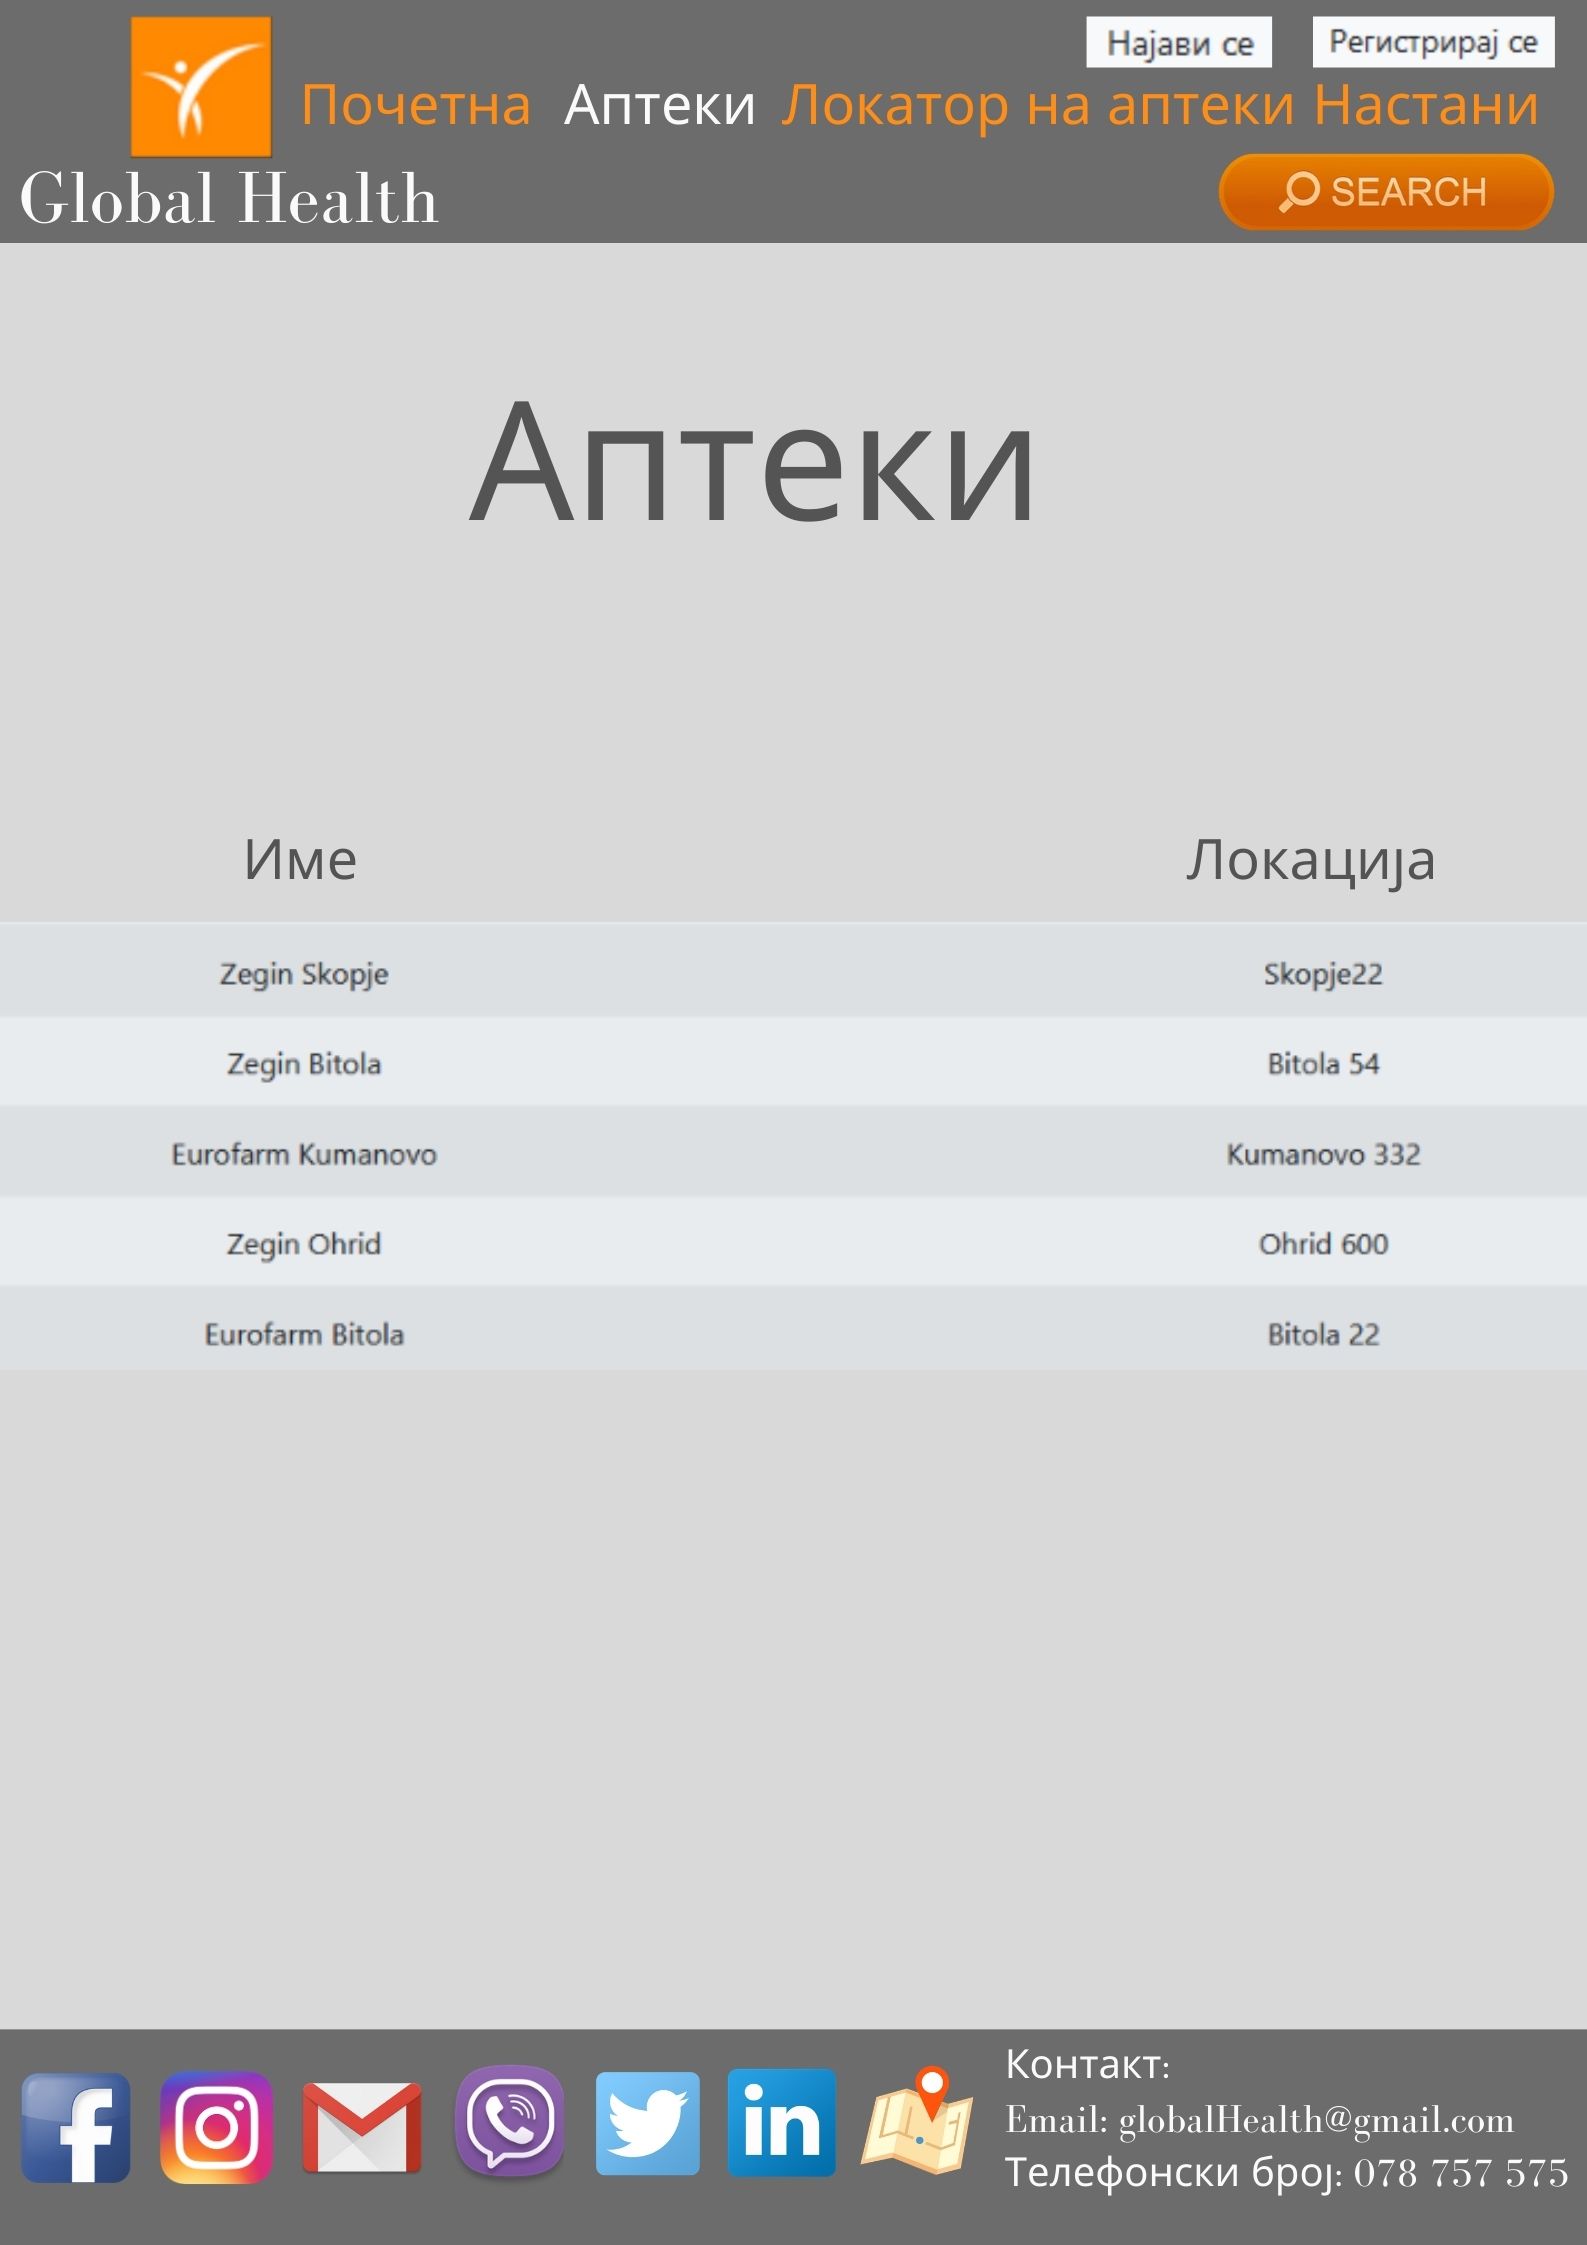 Најави се Регистрирај се
Почетна Аптеки Локатор на аптеки Настани
Global Health
SEARCH
Аптеки
Име Локација
Zegin Skopje Skopje22
Zegin Bitola Bitola 54
Eurofarm Kumanovo Kumanovo 332
Zegin Ohrid Ohrid 600
Eurofarm Bitola Bitola 22
Контакт:
Email: globalHealth@gmail.com
Телефонски број: 078 757 575